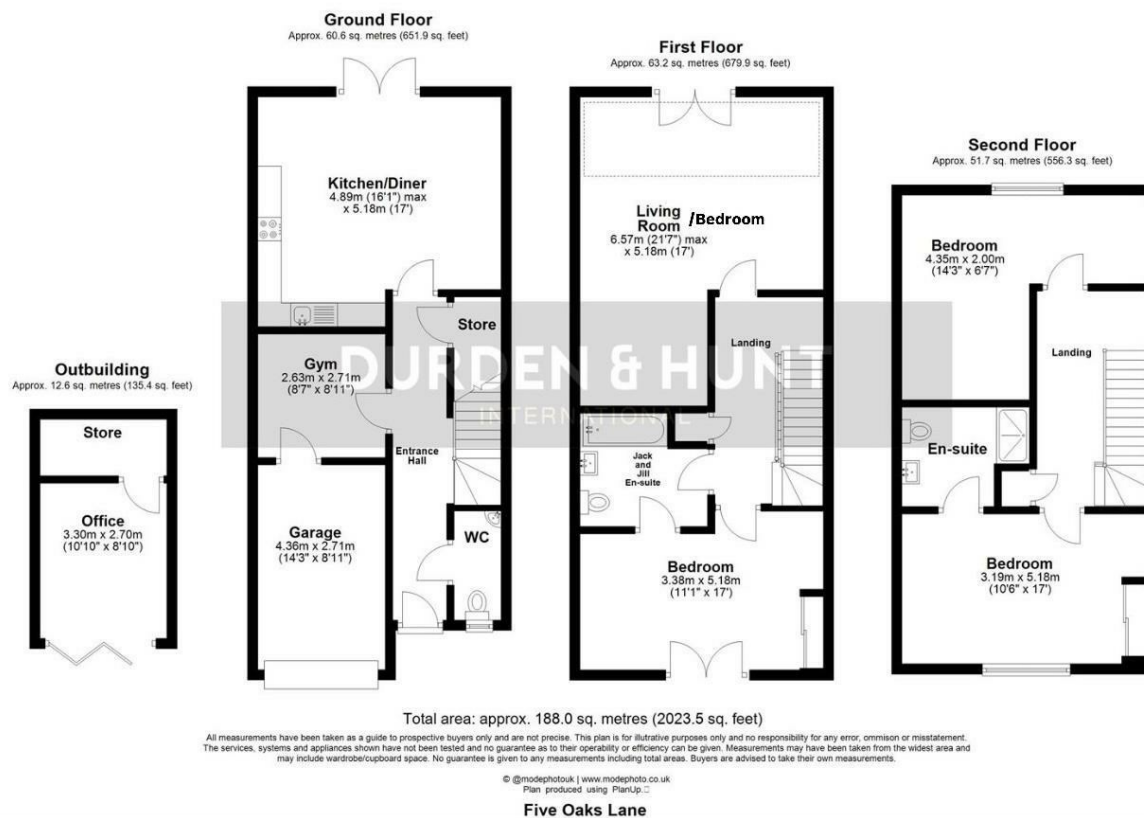 Ground Floor
Approx. 60.6 sq. metres (651.9 sq. feet)
Kitchen/Diner
4.89m (16'1") max
x 5.18m (17')
Store
Gym
2.63m x 2.71m
(8'7" x 8'11")
Entrance
Hall
Garage
4.36m x 2.71m
(14'3" x 8'11")
WC
Outbuilding
Approx. 12.6 sq. metres (135.4 sq. feet)
Store
Office
3.30m x 2.70m
(10'10" x 8'10")
First Floor
Approx. 63.2 sq. metres (679.9 sq. feet)
Living
Room /Bedroom
6.57m (21'7") max
x 5.18m (17')
Landing
Jack
and
Jill
En-suite
Bedroom
3.38m x 5.18m
(11'1" x 17')
Second Floor
Approx. 51.7 sq. metres (556.3 sq. feet)
Bedroom
4.35m x 2.00m
(14'3" x 6'7")
Landing
En-suite
Bedroom
3.19m x 5.18m
(10'6" x 17')
DURDEN & HUNT
INTERNATIONAL
Total area: approx. 188.0 sq. metres (2023.5 sq. feet)
All measurements have been taken as a guide to prospective buyers only and are not precise. This plan is for illutrative purposes only and no responsibility for any error, ommison or misstatement.
The services, systems and appliances shown have not been tested and no guarantee as to their operability or efficiency can be given. Measurements may have been taken from the widest area and
may include wardrobe/cupboard space. No guarantee is given to any measurements including total areas. Buyers are advised to take their own measurements.
© @modephotouk | www.modephoto.co.uk
Plan produced using PlanUp.
Five Oaks Lane